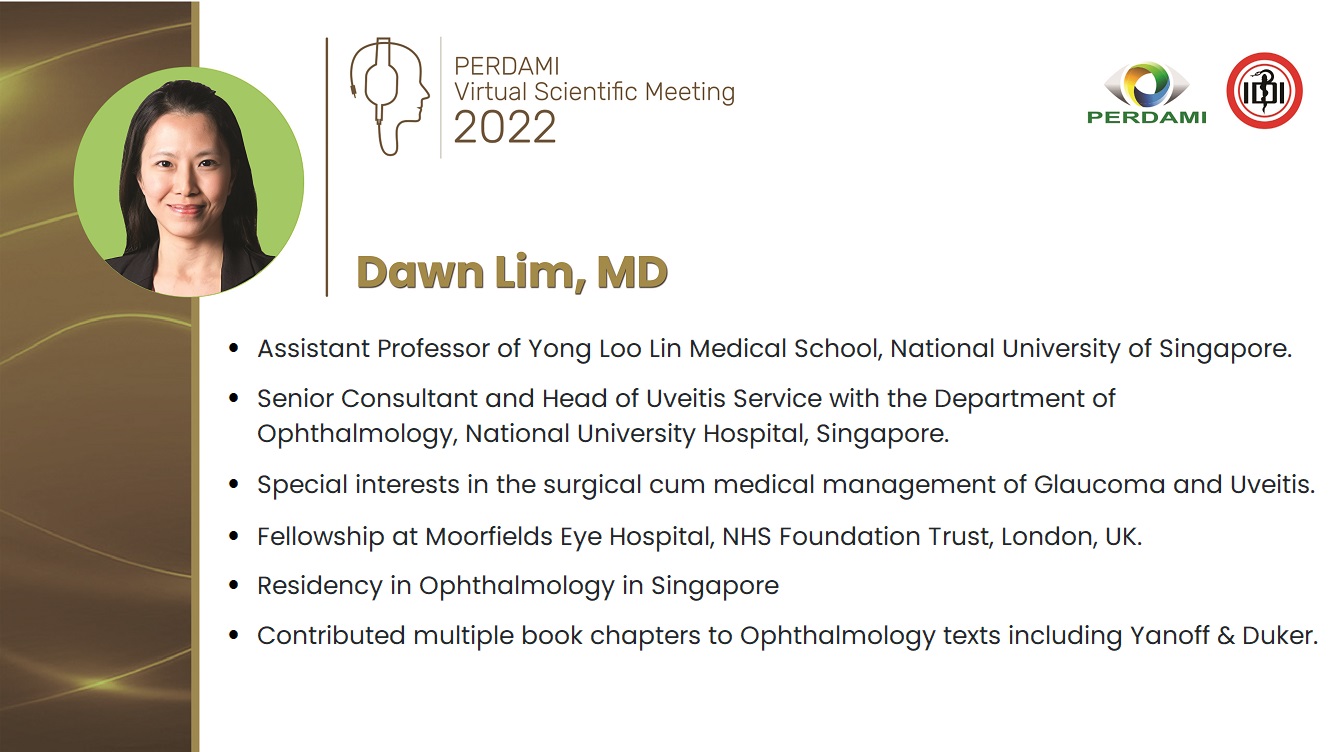 PERDAMI
Virtual Scientific Meeting
2022
PERDAMI
IDI
Dawn Lim, MD
• Assistant Professor of Yong Loo Lin Medical School, National University of Singapore.
• Senior Consultant and Head of Uveitis Service with the Department of
Ophthalmology, National University Hospital, Singapore.
• Special interests in the surgical cum medical management of Glaucoma and Uveitis.
• Fellowship at Moorfields Eye Hospital, NHS Foundation Trust, London, UK.
• Residency in Ophthalmology in Singapore
• Contributed multiple book chapters to Ophthalmology texts including Yanoff & Duker.